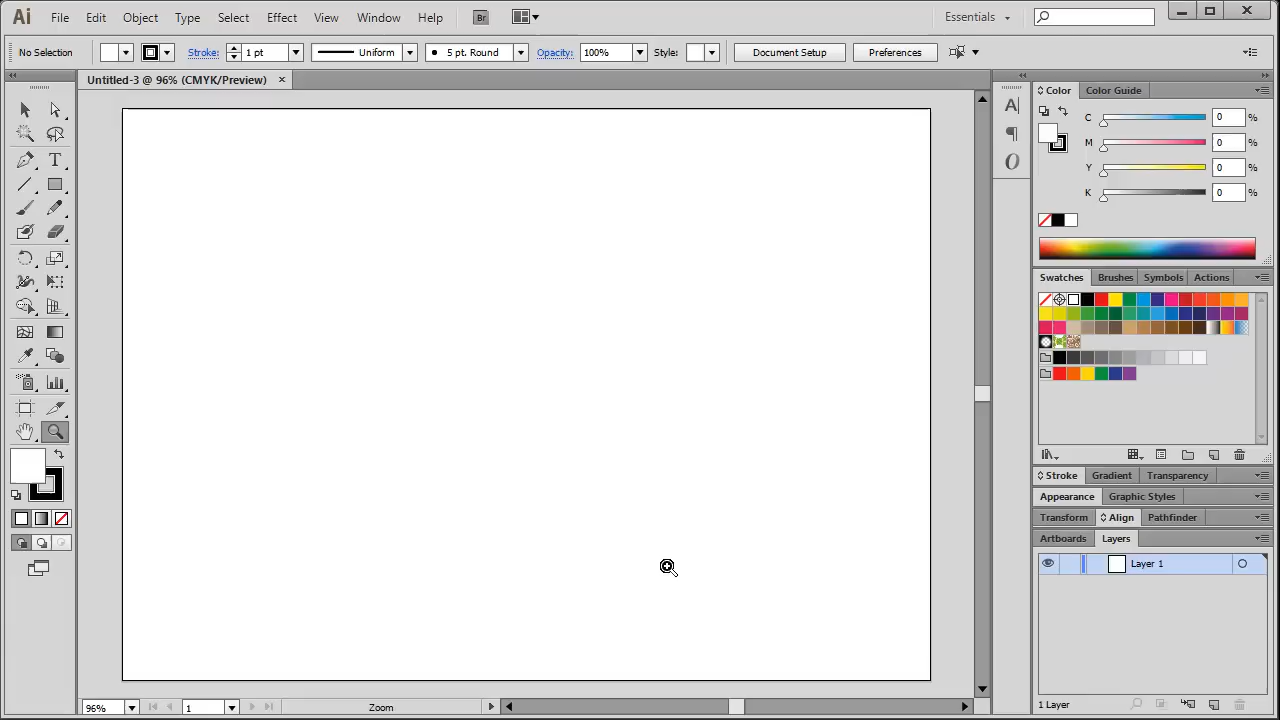 Ai File Edit Object Type Select Effect View Window Help Br Essentials
No Selection Stroke: 1 pt Uniform 5 pt. Round Opacity: 100% Style: Document Setup Preferences
Untitled-3 @ 96% (CMYK/Preview)
Color Color Guide
C 0 %
M 0 %
Y 0 %
K 0 %
Swatches Brushes Symbols Actions
Stroke Gradient Transparency
Appearance Graphic Styles
Transform Align Pathfinder
Artboards Layers
Layer 1
1 Layer
96% 1 Zoom